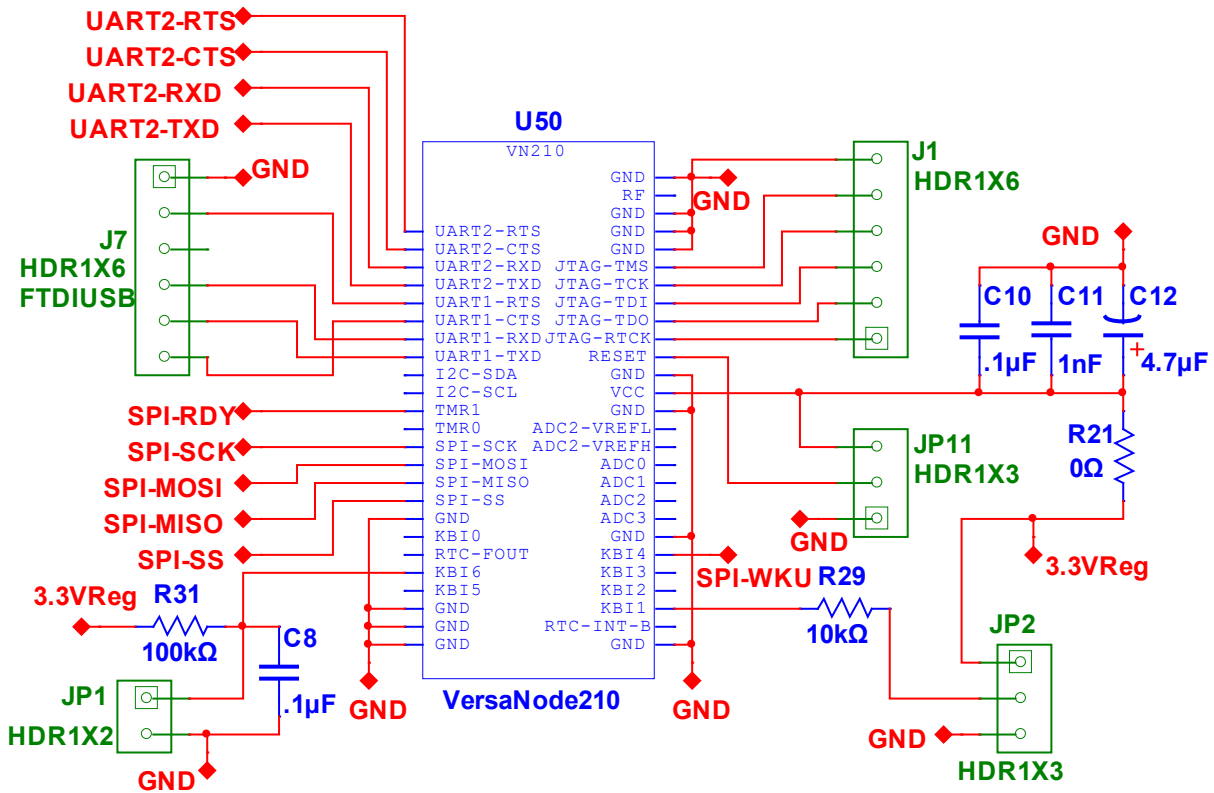 UART2-RTS
UART2-CTS
UART2-RXD
UART2-TXD
GND
J7
HDR1X6
FTDIUSB
SPI-RDY
SPI-SCK
SPI-MOSI
SPI-MISO
SPI-SS
3.3VReg
R31
100kΩ
C8
.1µF
JP1
HDR1X2
GND
GND
U50
VN210
UART2-RTS
UART2-CTS
UART2-RXD
UART2-TXD
UART1-RTS
UART1-CTS
UART1-RXD
UART1-TXD
I2C-SDA
I2C-SCL
TMR1
TMR0
SPI-SCK
SPI-MOSI
SPI-MISO
SPI-SS
GND
KBI0
RTC-FOUT
KBI6
KBI5
GND
GND
GND
GND
RF
GND
GND
GND
JTAG-TMS
JTAG-TCK
JTAG-TDI
JTAG-TDO
JTAG-RTCK
RESET
GND
VCC
GND
ADC2-VREFL
ADC2-VREFH
ADC0
ADC1
ADC2
ADC3
GND
KBI4
KBI3
KBI2
KBI1
RTC-INT-B
GND
VersaNode210
GND
GND
J1
HDR1X6
GND
C10
.1µF
C11
1nF
C12
+
4.7µF
R21
0Ω
JP11
HDR1X3
GND
3.3VReg
SPI-WKU
R29
10kΩ
JP2
GND
HDR1X3